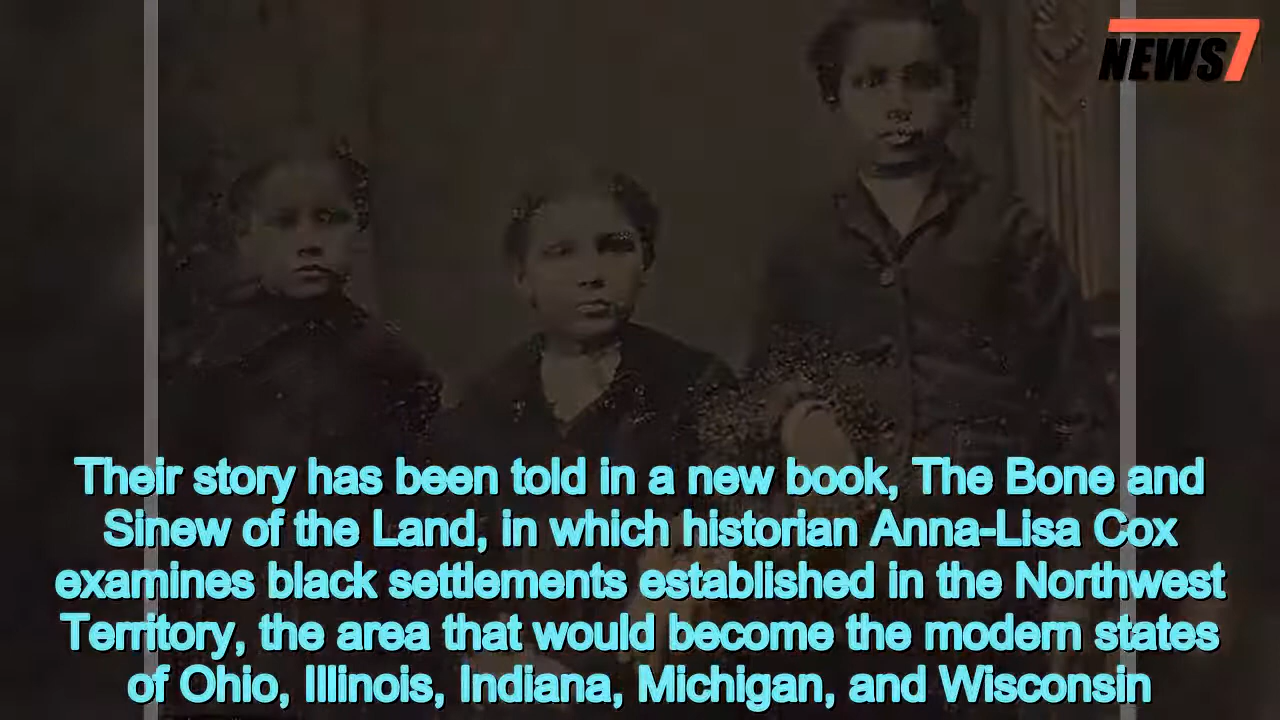 NEWS7
Their story has been told in a new book, The Bone and
Sinew of the Land, in which historian Anna-Lisa Cox
examines black settlements established in the Northwest
Territory, the area that would become the modern states
of Ohio, Illinois, Indiana, Michigan, and Wisconsin